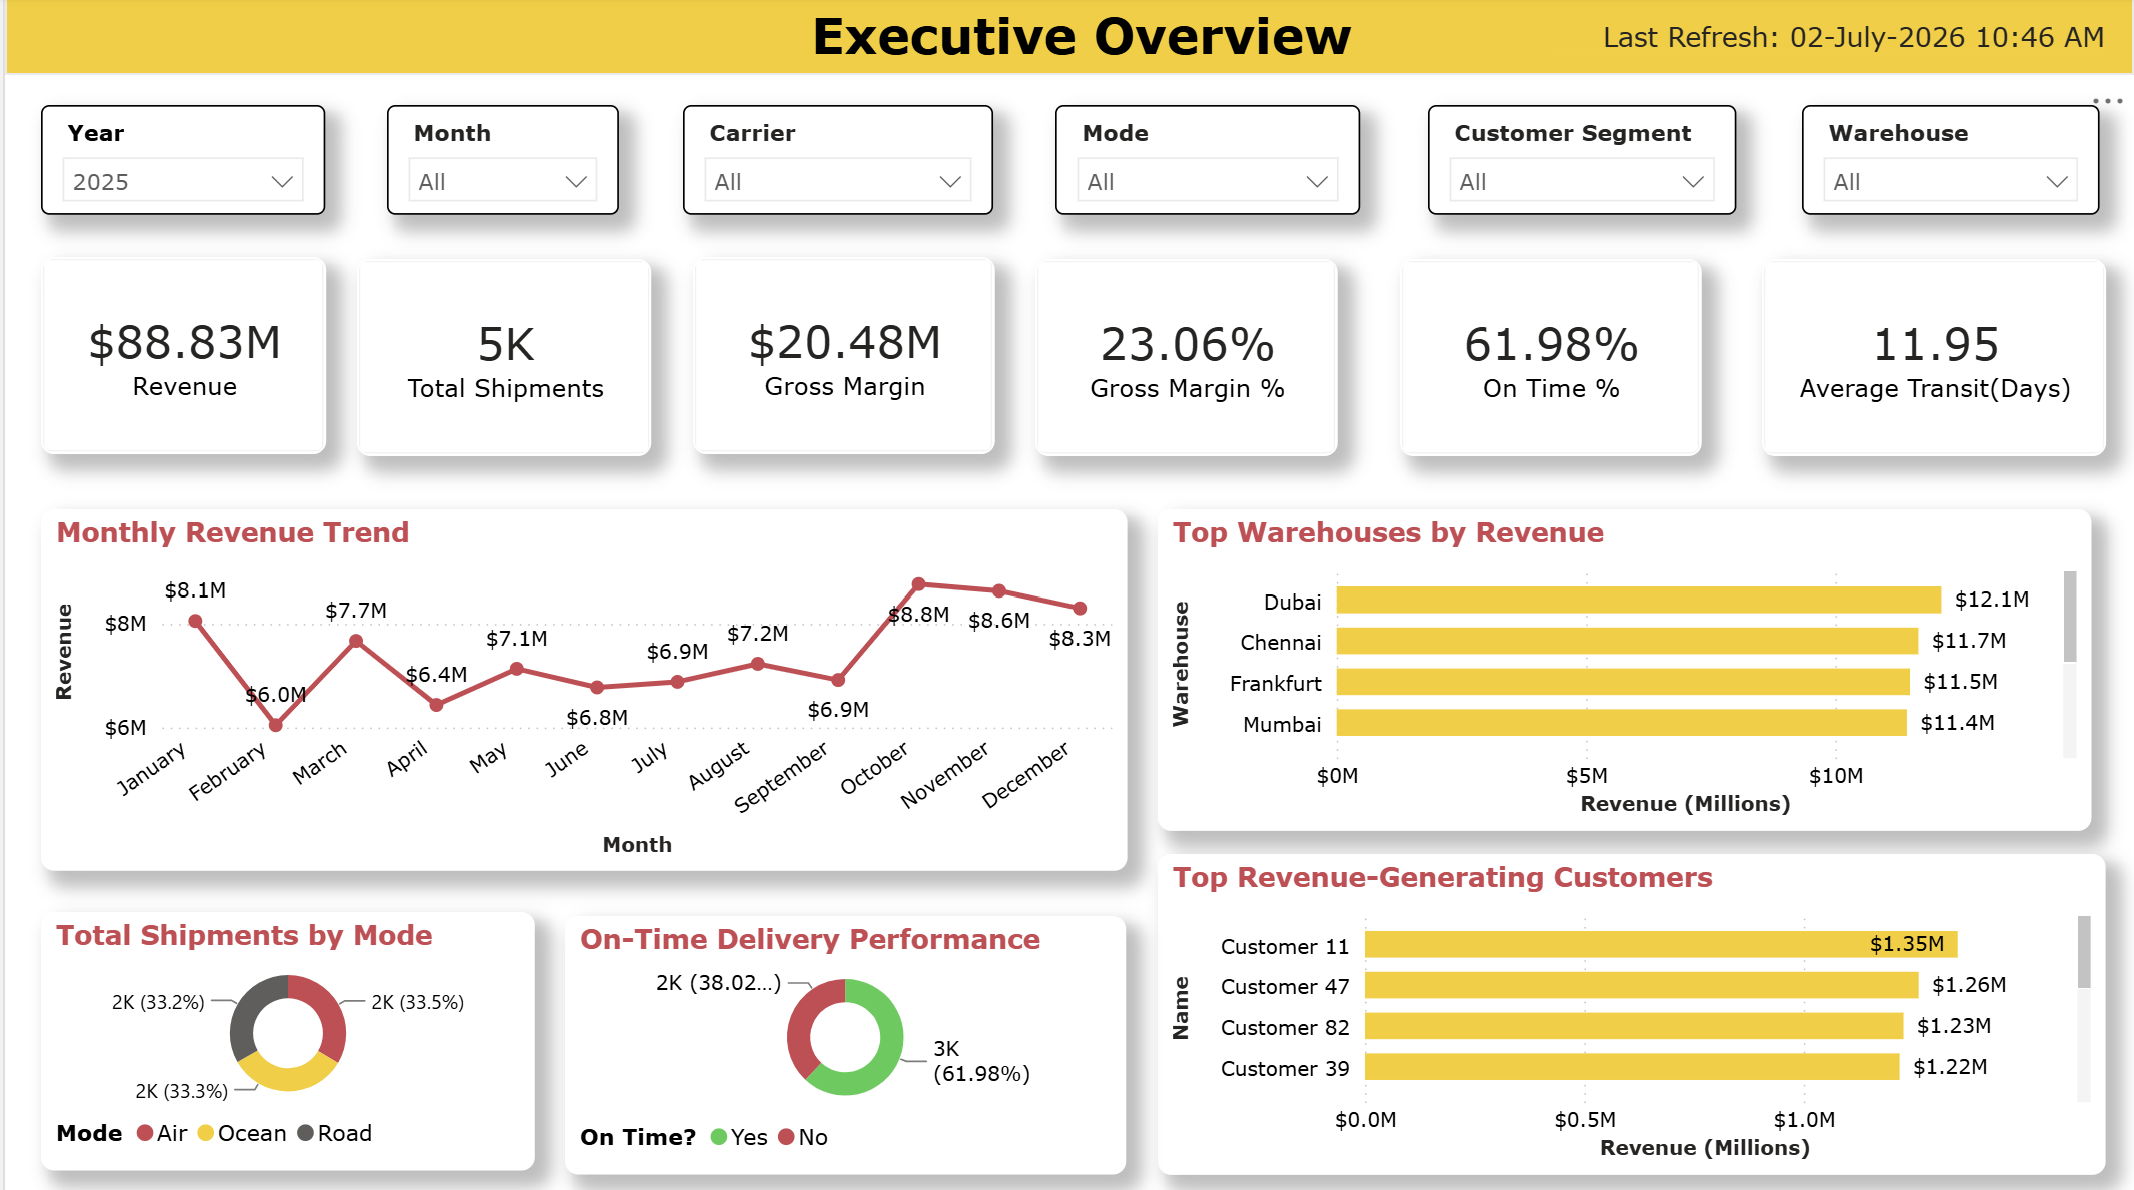 Executive Overview
Last Refresh: 02-July-2026 10:46 AM
Year
2025
Month
All
Carrier
All
Mode
All
Customer Segment
All
Warehouse
All
$88.83M
Revenue
5K
Total Shipments
$20.48M
Gross Margin
23.06%
Gross Margin %
61.98%
On Time %
11.95
Average Transit(Days)
Monthly Revenue Trend
Revenue
$8M
$6M
$8.1M
$6.0M
$7.7M
$6.4M
$7.1M
$6.8M
$6.9M
$7.2M
$6.9M
$8.8M
$8.6M
$8.3M
January
February
March
April
May
June
July
August
September
October
November
December
Month
Top Warehouses by Revenue
Warehouse
Dubai $12.1M
Chennai $11.7M
Frankfurt $11.5M
Mumbai $11.4M
$0M $5M $10M
Revenue (Millions)
Total Shipments by Mode
2K (33.2%)
2K (33.5%)
2K (33.3%)
Mode Air Ocean Road
On-Time Delivery Performance
2K (38.02...)
3K
(61.98%)
On Time? Yes No
Top Revenue-Generating Customers
Name
Customer 11 $1.35M
Customer 47 $1.26M
Customer 82 $1.23M
Customer 39 $1.22M
$0.0M $0.5M $1.0M
Revenue (Millions)